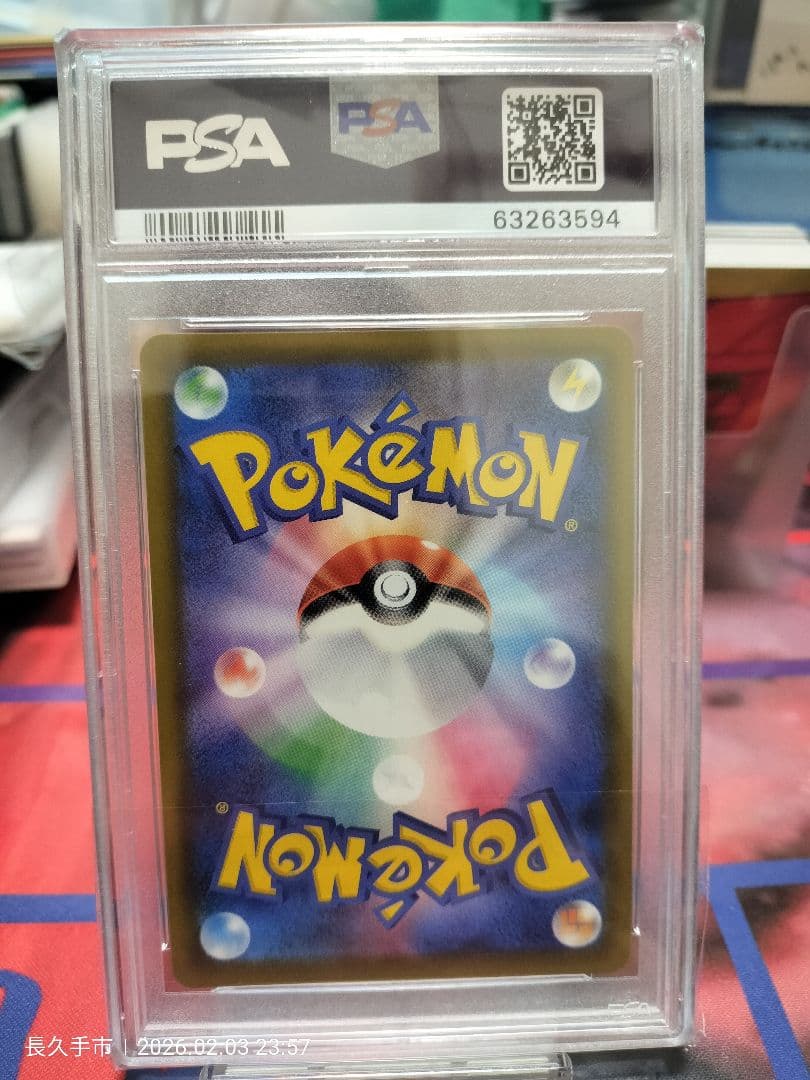 PSA
PSA
63263594
POKéMON®
POKéMON®
長久手市 | 2026.02.03 23:57